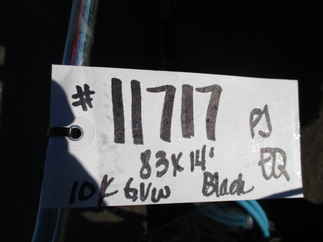 # 11717 PJ
83x14' EQ
10K GVW Black